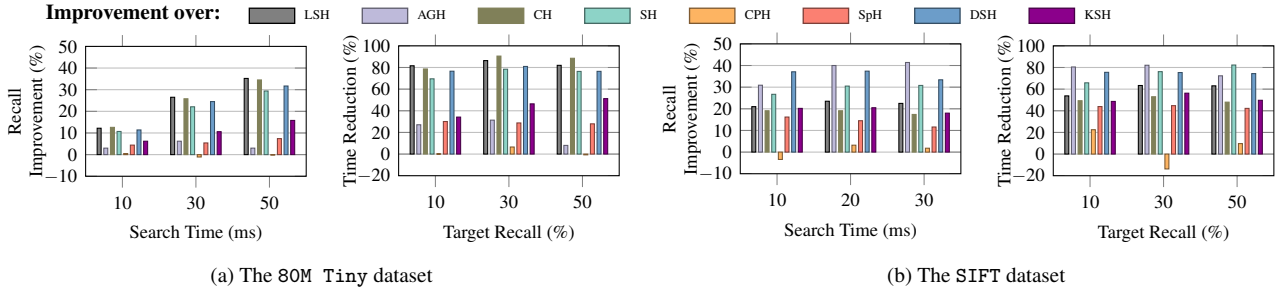 Improvement over: LSH AGH CH SH CPH SpH DSH KSH
Recall
Improvement (%)
50
40
30
20
10
0
−10
10 30 50
Search Time (ms)
Time Reduction (%)
100
80
60
40
20
0
−20
10 30 50
Target Recall (%)
(a) The 80M Tiny dataset
Recall
Improvement (%)
50
40
30
20
10
0
−10
10 20 30
Search Time (ms)
Time Reduction (%)
100
80
60
40
20
0
−20
10 30 50
Target Recall (%)
(b) The SIFT dataset